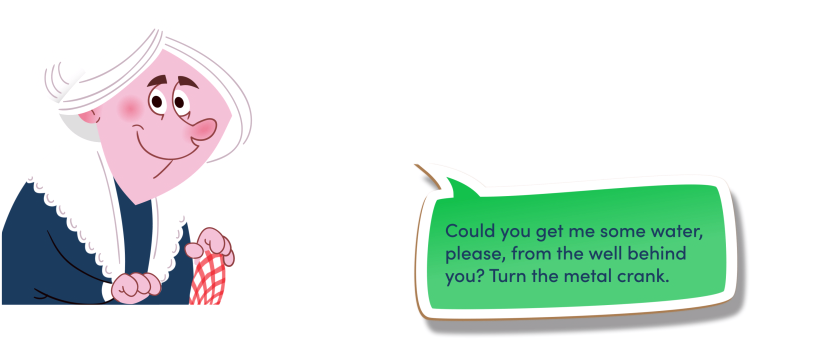 Could you get me some water,
please, from the well behind
you? Turn the metal crank.